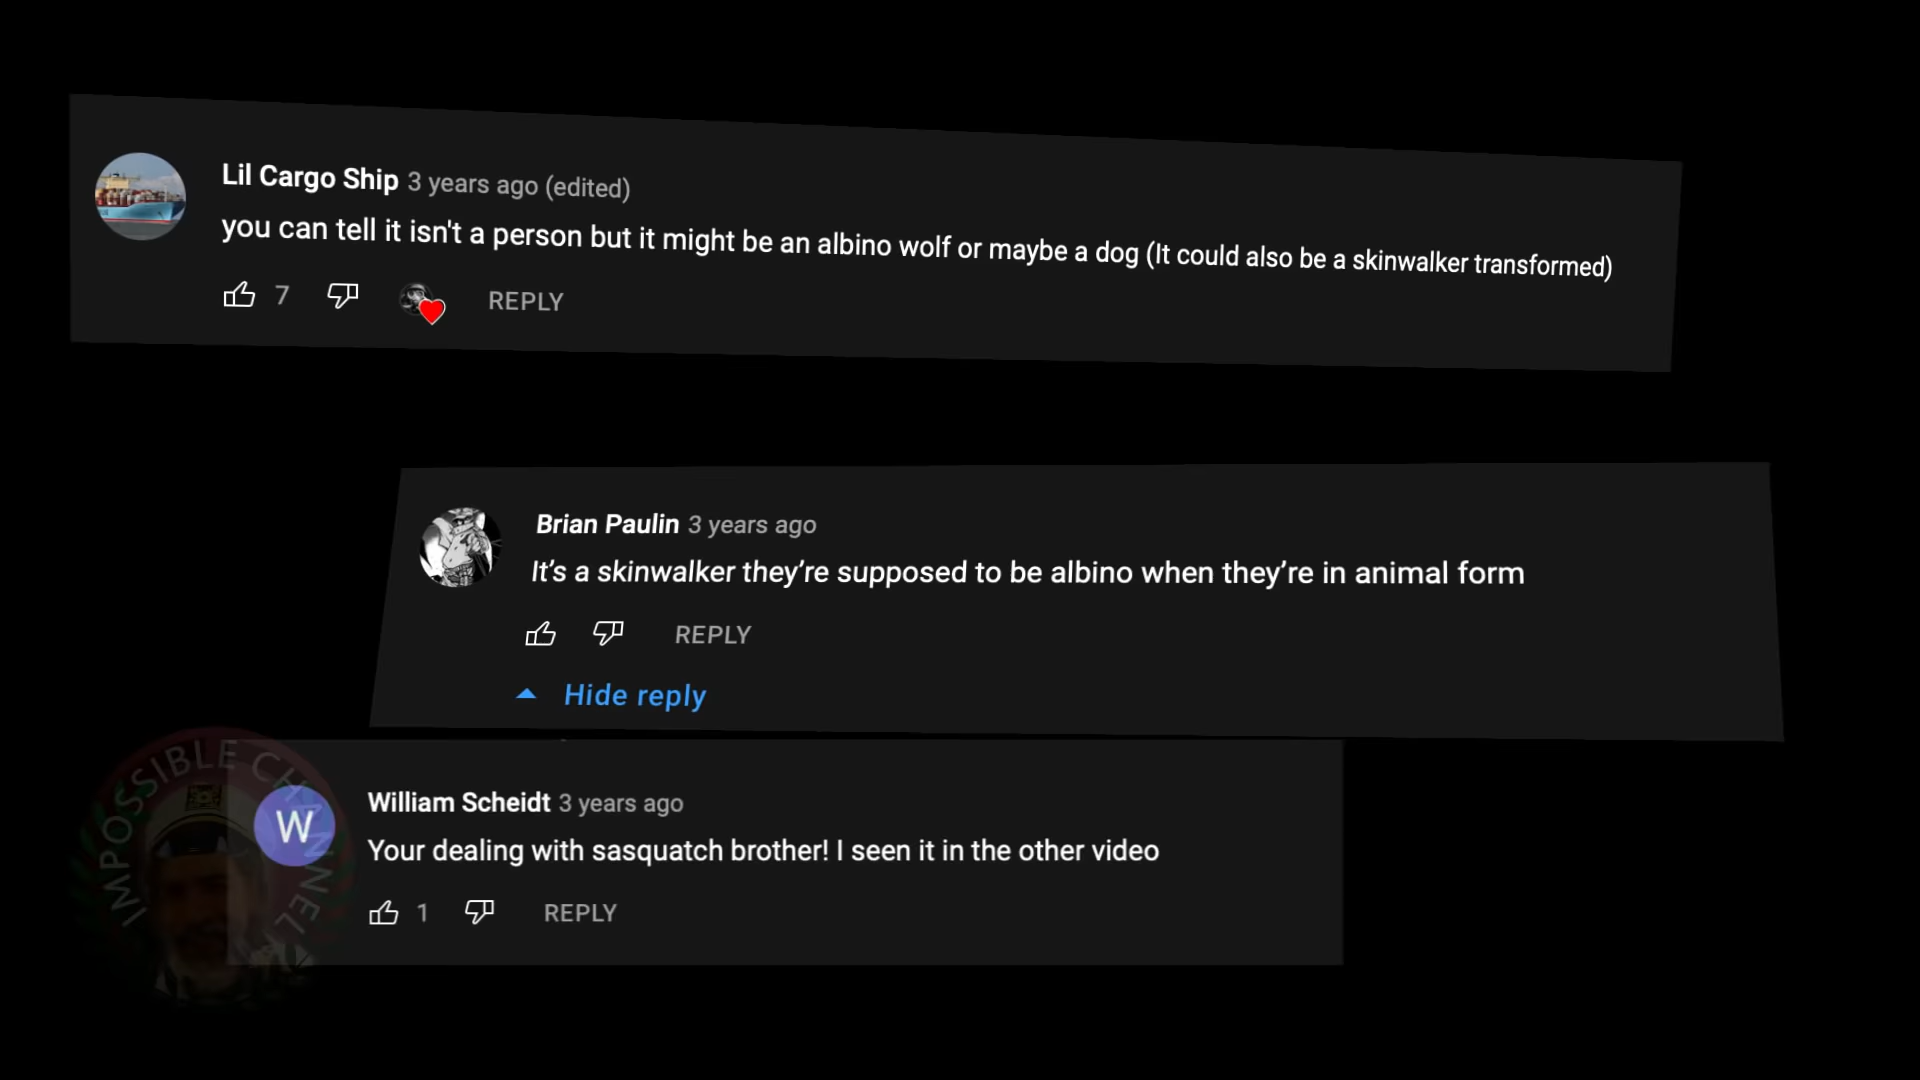 Lil Cargo Ship 3 years ago (edited)
you can tell it isn't a person but it might be an albino wolf or maybe a dog (It could also be a skinwalker transformed)
7 REPLY
Brian Paulin 3 years ago
It’s a skinwalker they’re supposed to be albino when they’re in animal form
REPLY
Hide reply
IMPOSSIBLE CHANNEL
W
William Scheidt 3 years ago
Your dealing with sasquatch brother! I seen it in the other video
1 REPLY